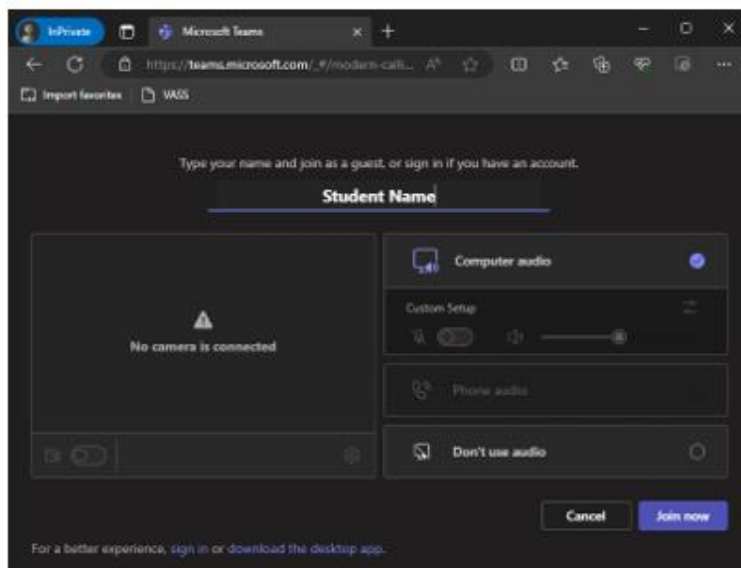 InPrivate
Microsoft Teams
https://teams.microsoft.com/_#/modern-calli...
Import favorites
VASS
Type your name and join as a guest, or sign in if you have an account.
Student Name
No camera is connected
Computer audio
Custom Setup
Phone audio
Don't use audio
Cancel
Join now
For a better experience, sign in or download the desktop app.